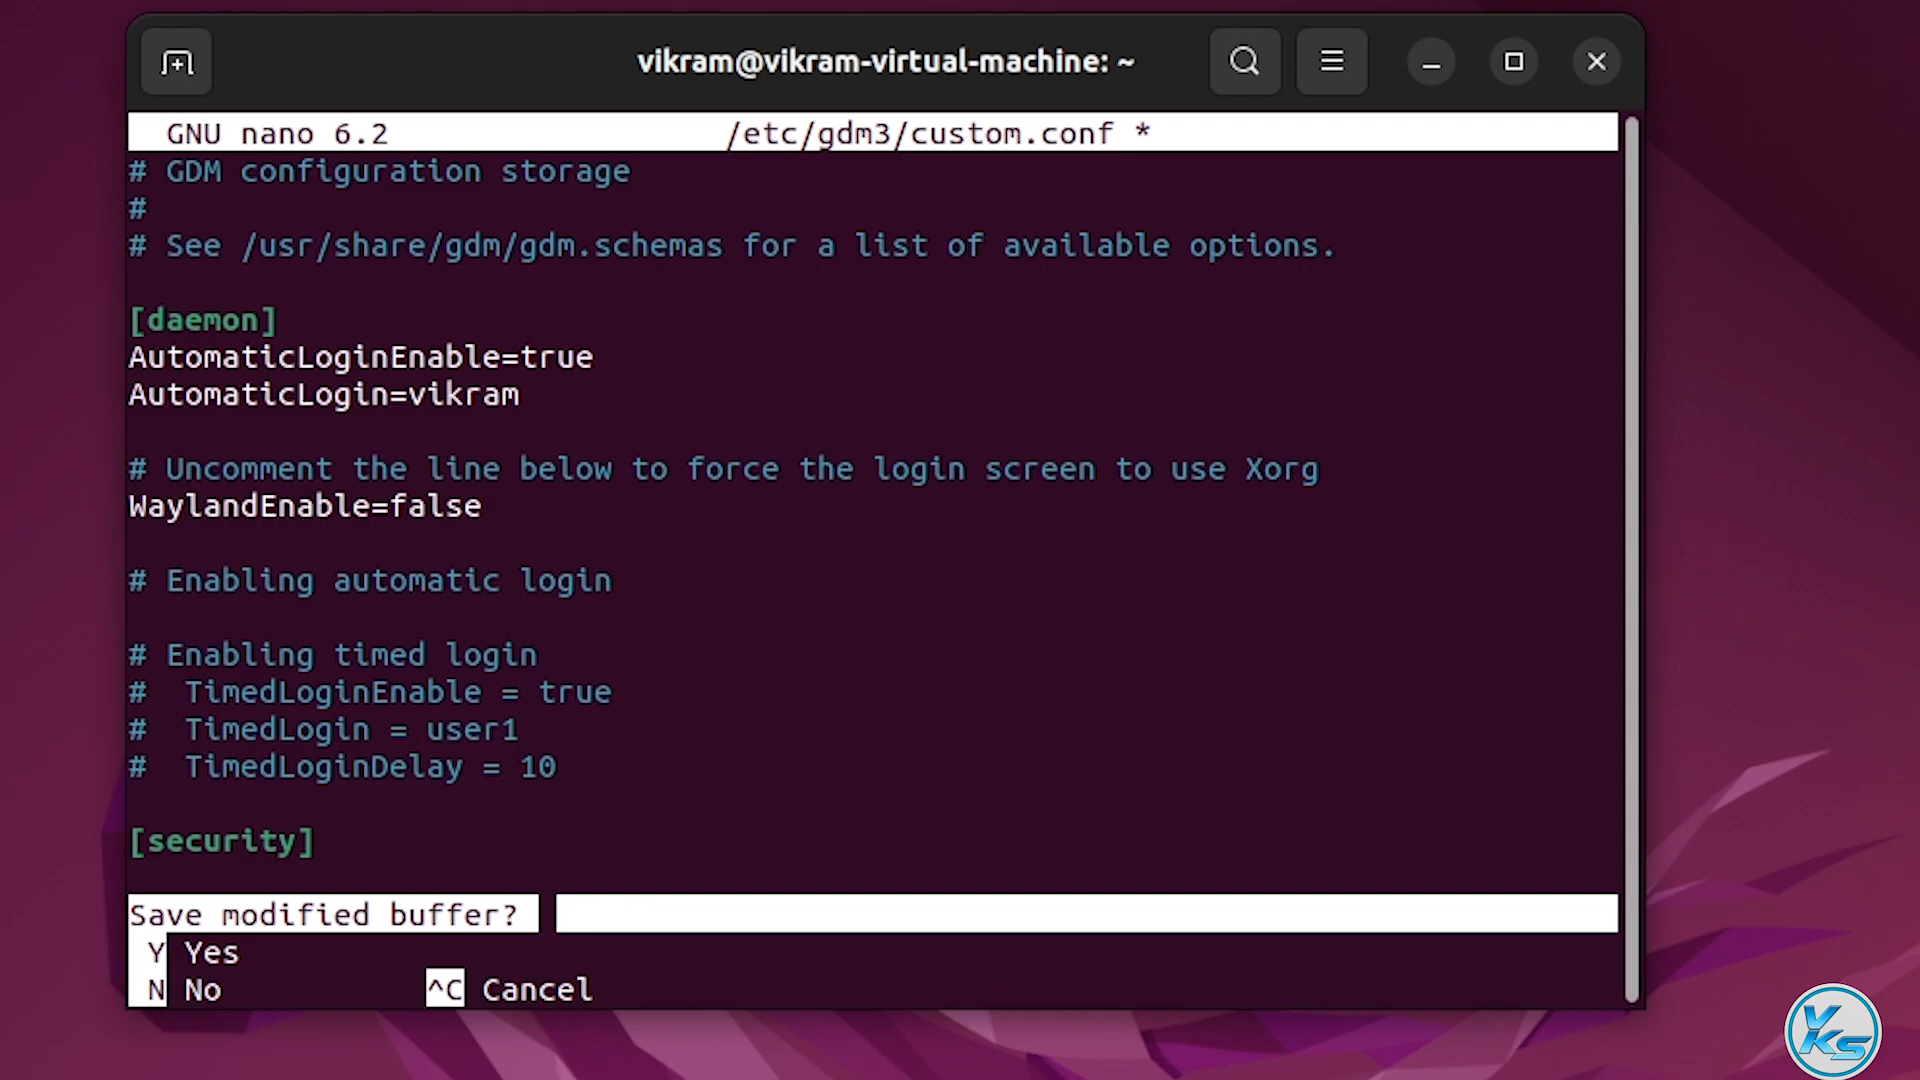 vikram@vikram-virtual-machine: ~
GNU nano 6.2 /etc/gdm3/custom.conf *
# GDM configuration storage
#
# See /usr/share/gdm/gdm.schemas for a list of available options.
[daemon]
AutomaticLoginEnable=true
AutomaticLogin=vikram
# Uncomment the line below to force the login screen to use Xorg
WaylandEnable=false
# Enabling automatic login
# Enabling timed login
#  TimedLoginEnable = true
#  TimedLogin = user1
#  TimedLoginDelay = 10
[security]
Save modified buffer?
Y Yes
N No ^C Cancel
YKS